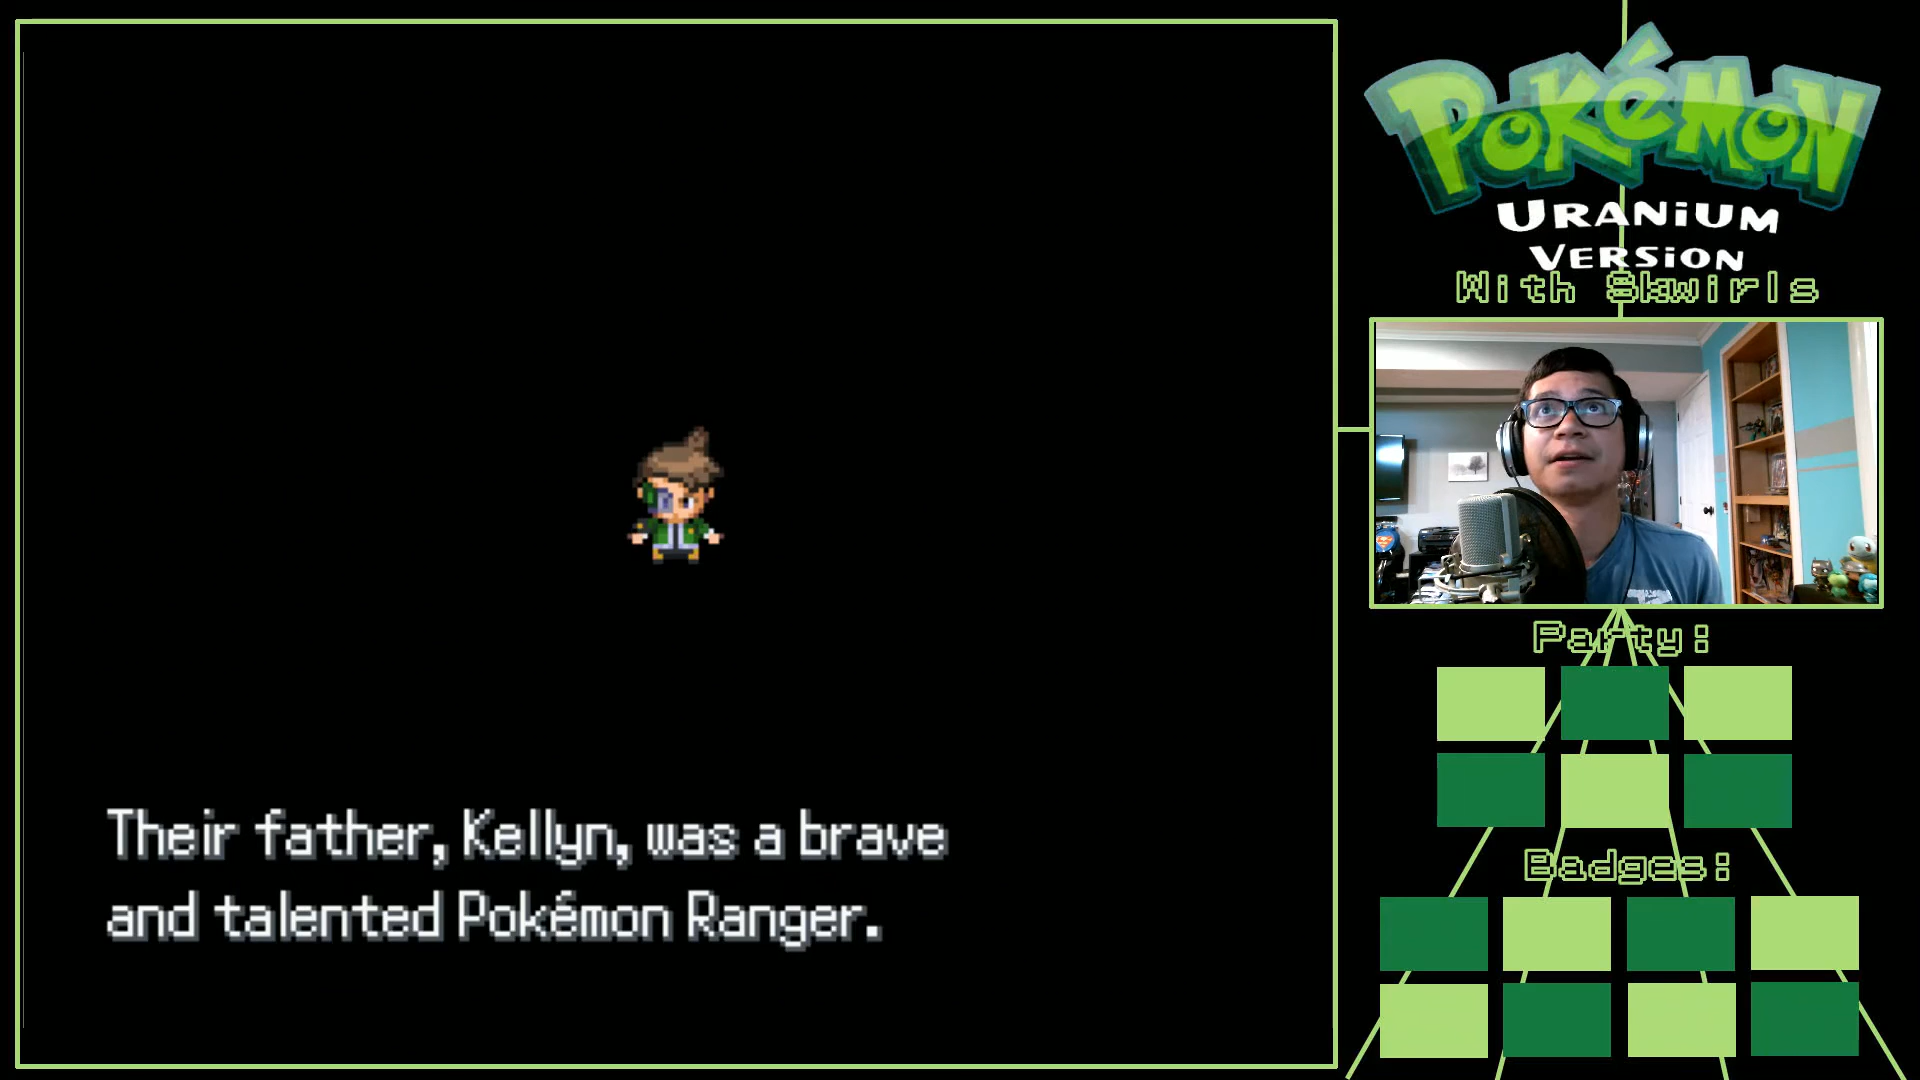 POKéMON
URANiUM
VERSiON
With Skwirls
Their father, Kellyn, was a brave
and talented Pokémon Ranger.
Party:
Badges: